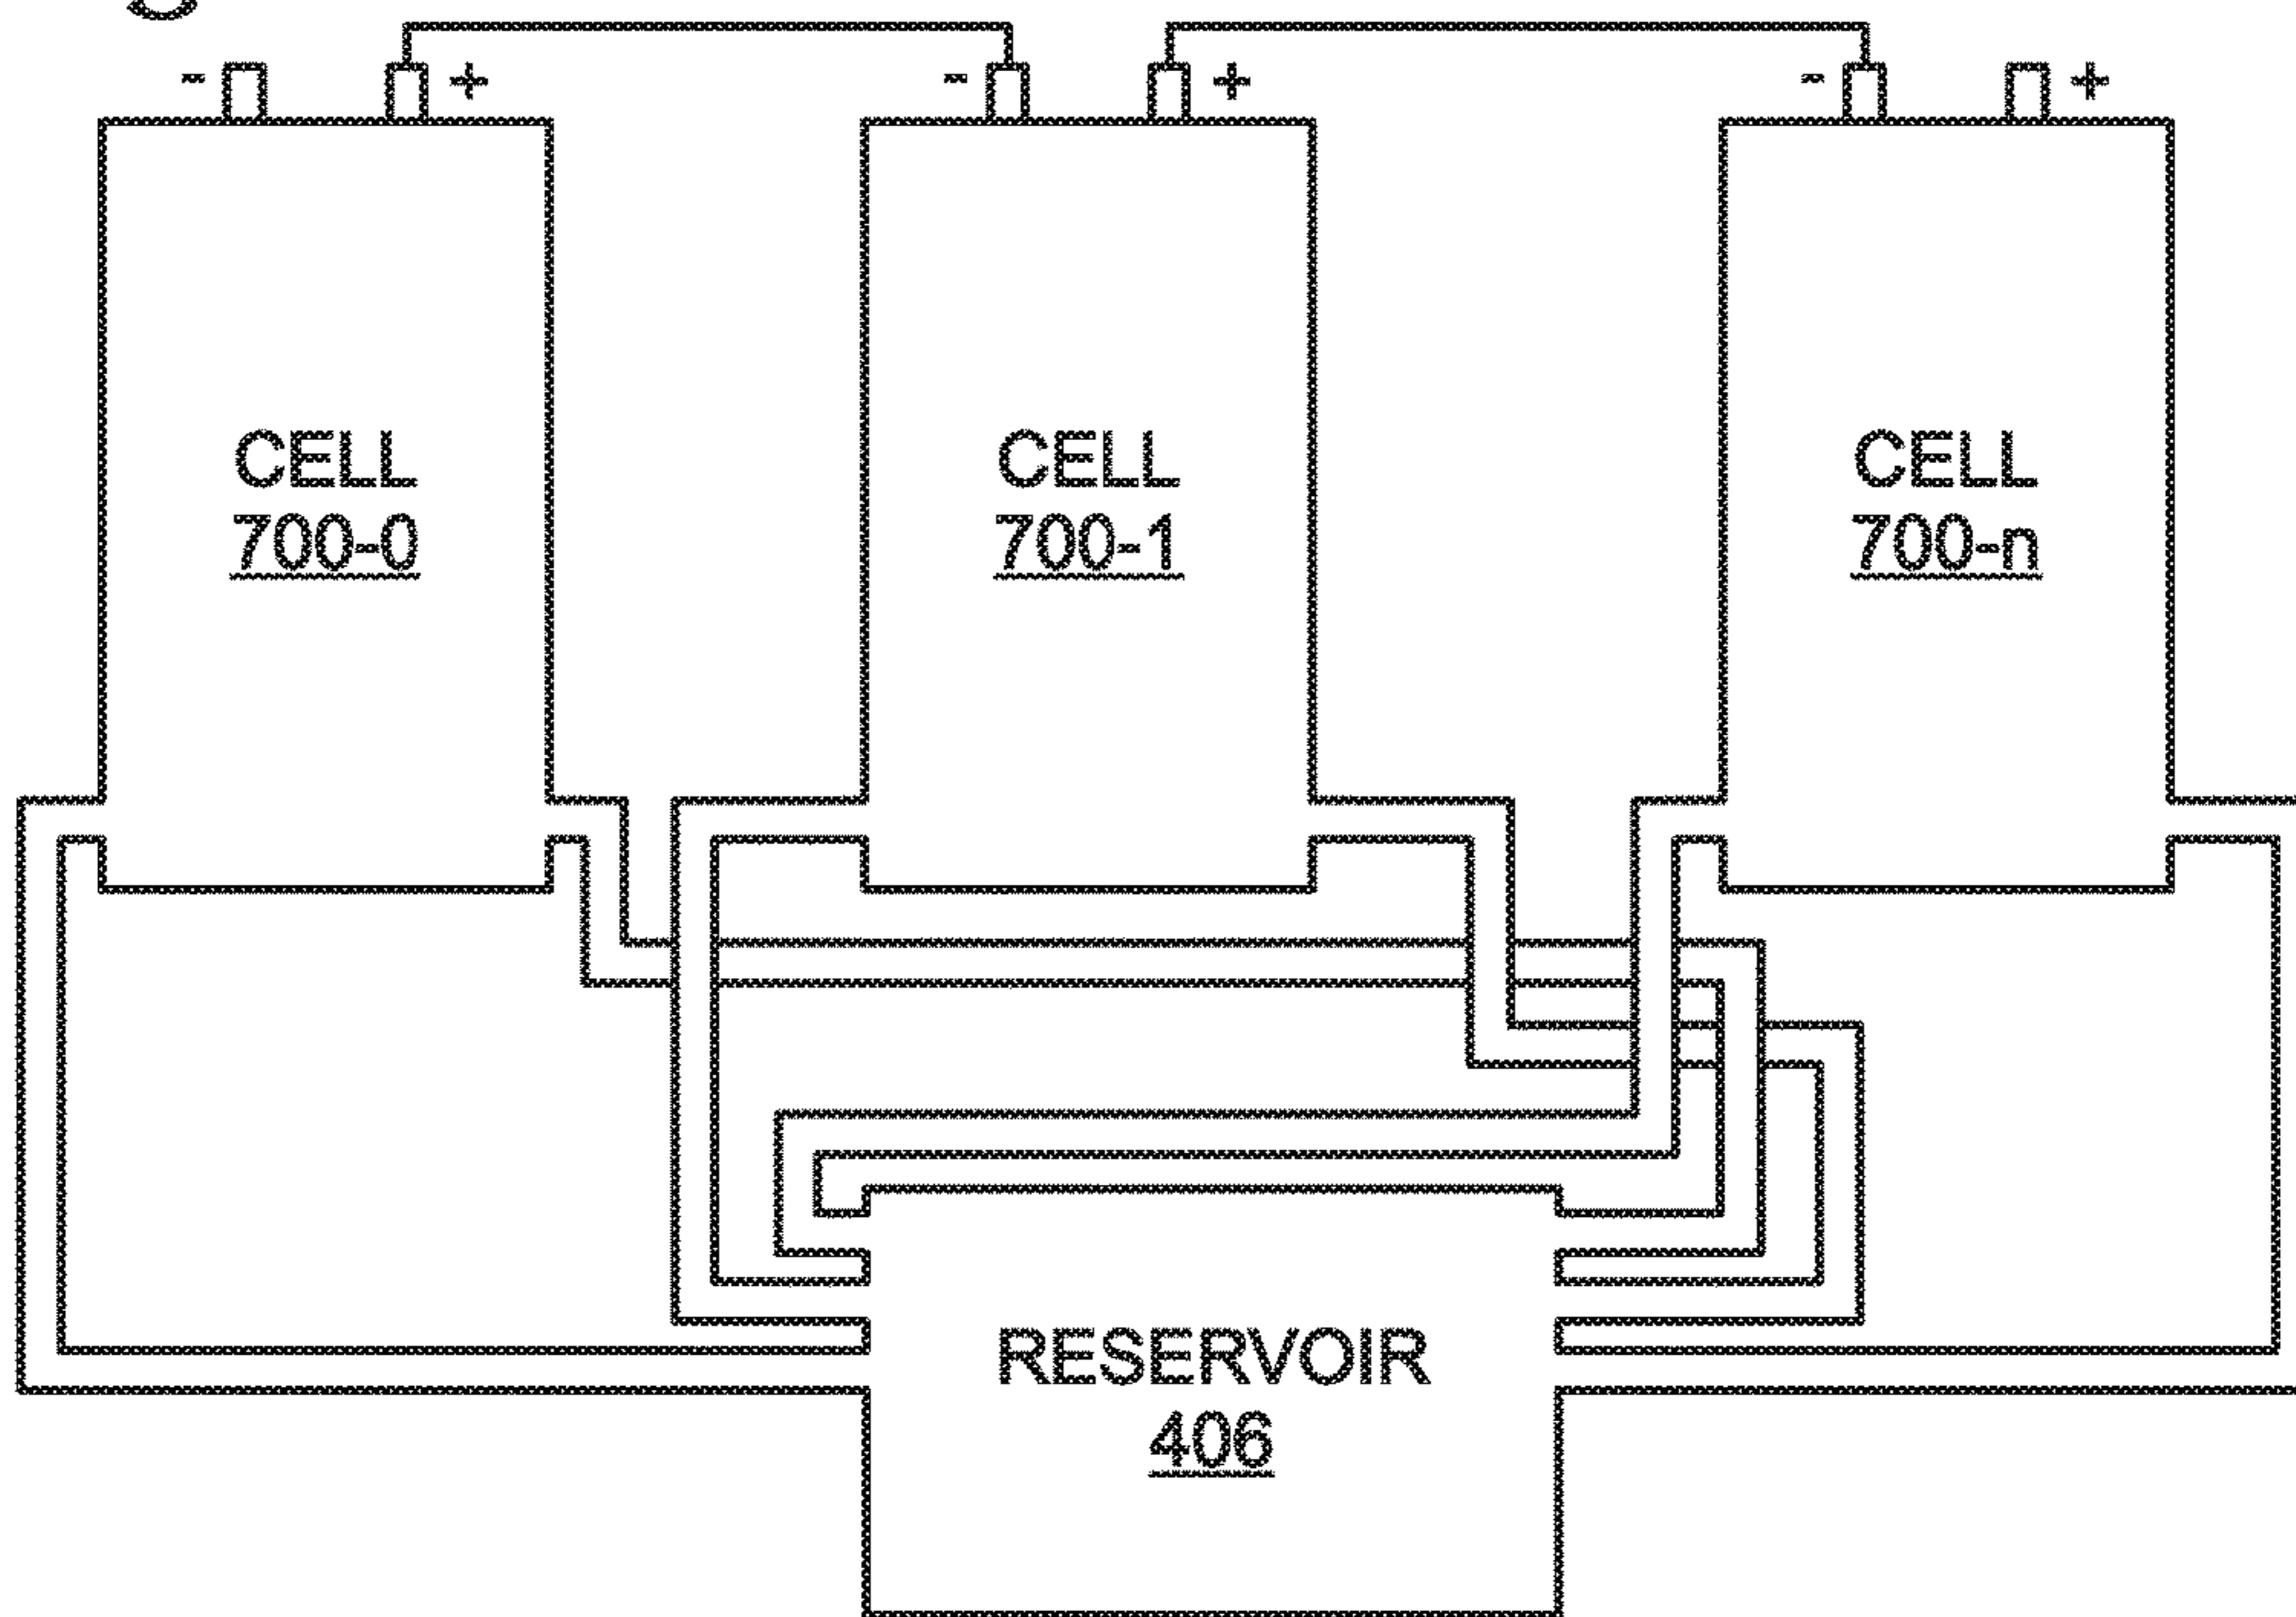 - + - + - +
CELL CELL CELL
700-0 700-1 700-n
RESERVOIR
406